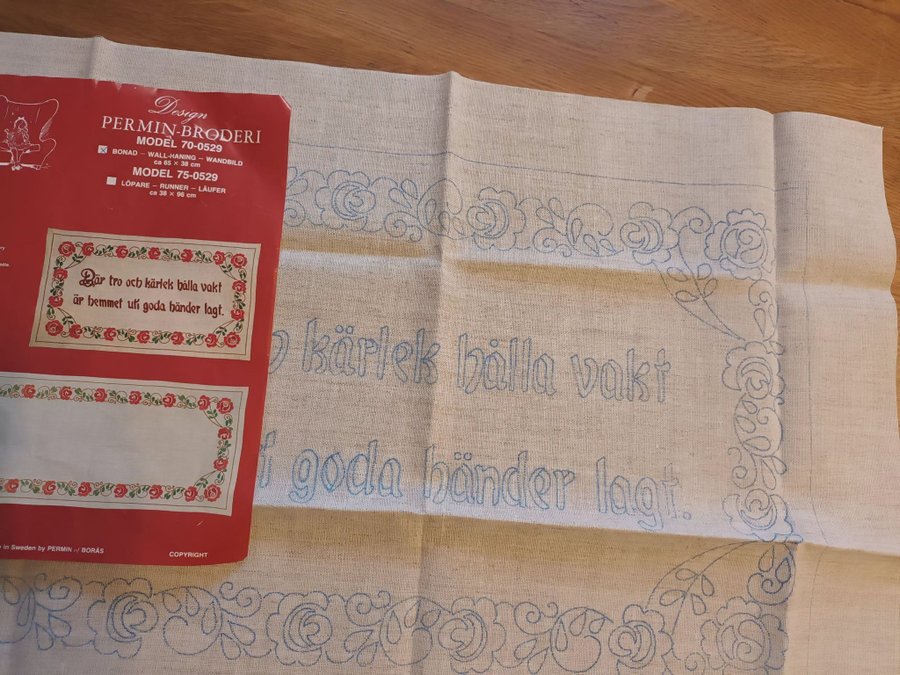 Design
PERMIN-BRODERI
MODEL 70-0529
BONAD – WALL-HANING – WANDBILD
ca 65 × 38 cm
MODEL 75-0529
LÖPARE – RUNNER – LÄUFER
ca 38 × 96 cm
Där tro och kärlek hålla vakt
är hemmet uti goda händer lagt.
in Sweden by PERMIN of BORÅS
COPYRIGHT
kärlek hålla vakt
goda händer lagt.